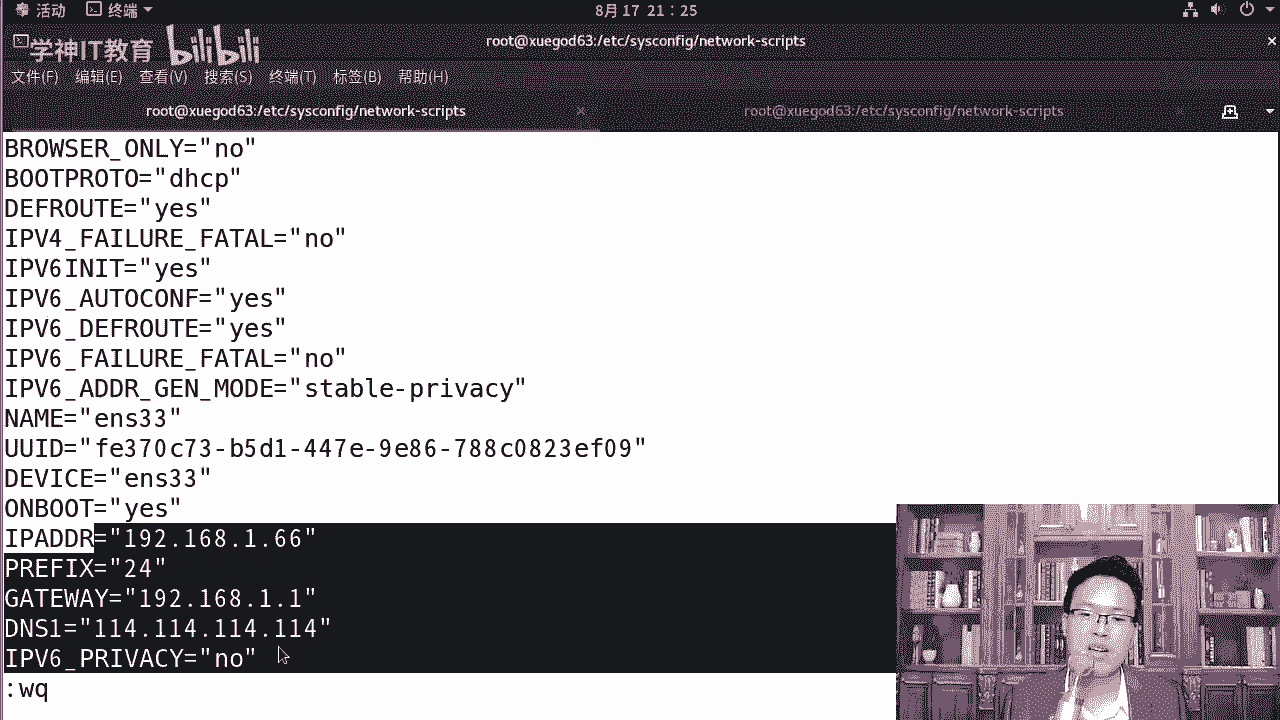 活动 终端 8月17 21：25
学神IT教育 bilibili
root@xuegod63:/etc/sysconfig/network-scripts
文件(F) 编辑(E) 查看(V) 搜索(S) 终端(T) 标签(B) 帮助(H)
root@xuegod63:/etc/sysconfig/network-scripts root@xuegod63:/etc/sysconfig/network-scripts
BROWSER_ONLY="no"
BOOTPROTO="dhcp"
DEFROUTE="yes"
IPV4_FAILURE_FATAL="no"
IPV6INIT="yes"
IPV6_AUTOCONF="yes"
IPV6_DEFROUTE="yes"
IPV6_FAILURE_FATAL="no"
IPV6_ADDR_GEN_MODE="stable-privacy"
NAME="ens33"
UUID="fe370c73-b5d1-447e-9e86-788c0823ef09"
DEVICE="ens33"
ONBOOT="yes"
IPADDR="192.168.1.66"
PREFIX="24"
GATEWAY="192.168.1.1"
DNS1="114.114.114.114"
IPV6_PRIVACY="no"
:wq